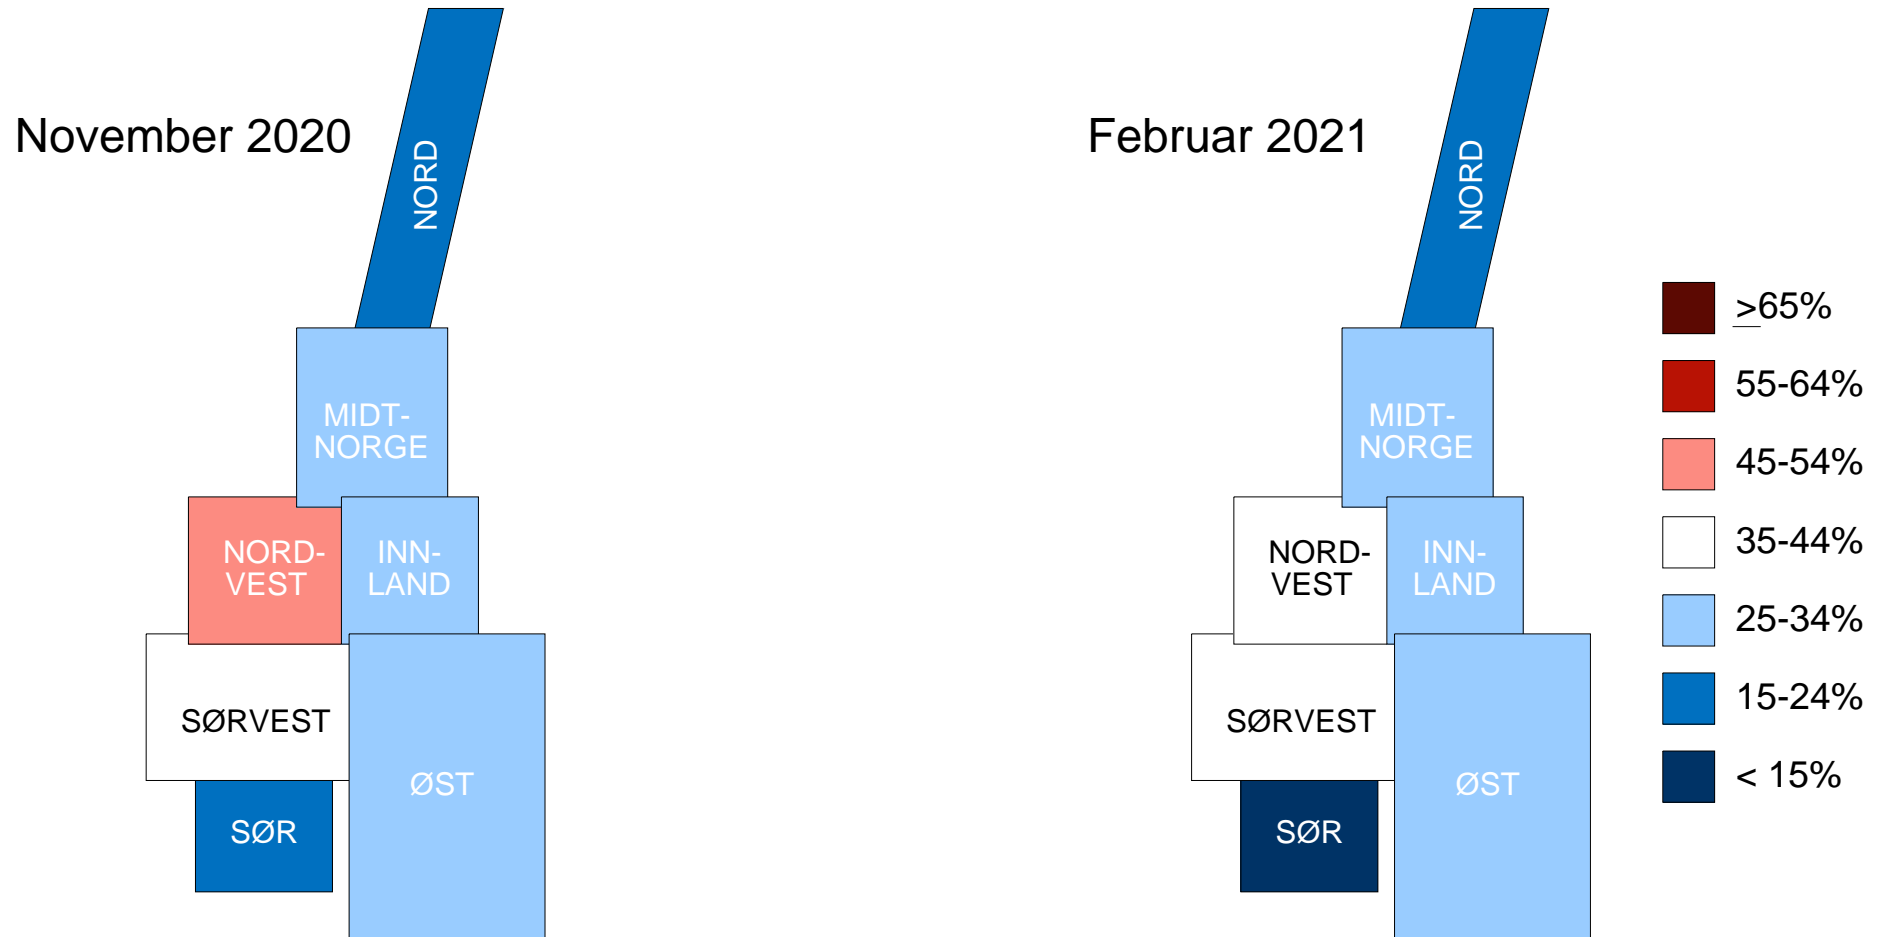 November 2020
NORD
MIDT-
NORGE
NORD-
VEST
INN-
LAND
SØRVEST
ØST
SØR
Februar 2021
NORD
MIDT-
NORGE
NORD-
VEST
INN-
LAND
SØRVEST
ØST
SØR
>65%
55-64%
45-54%
35-44%
25-34%
15-24%
< 15%